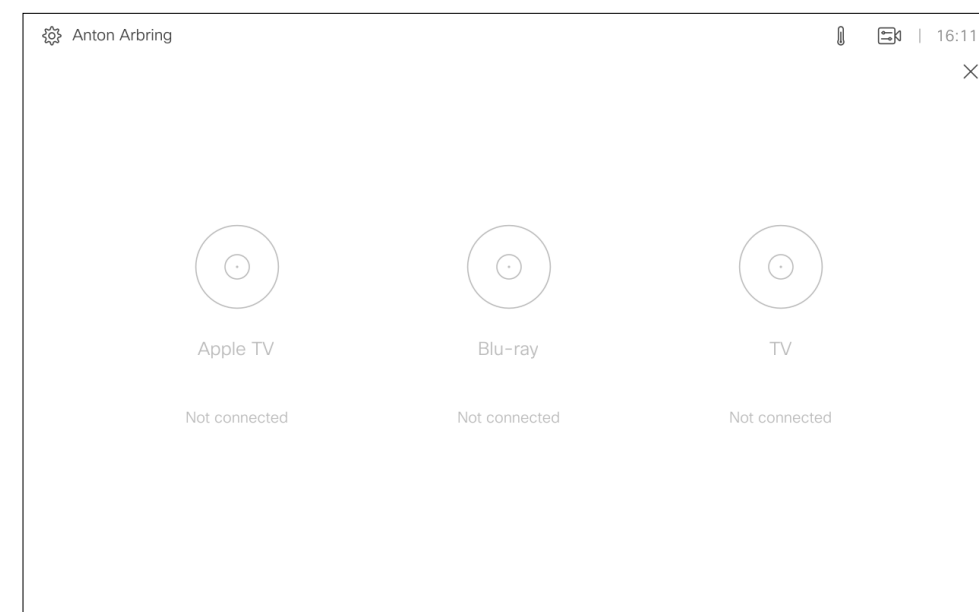 Anton Arbring | 16:11
Apple TV Blu-ray TV
Not connected Not connected Not connected